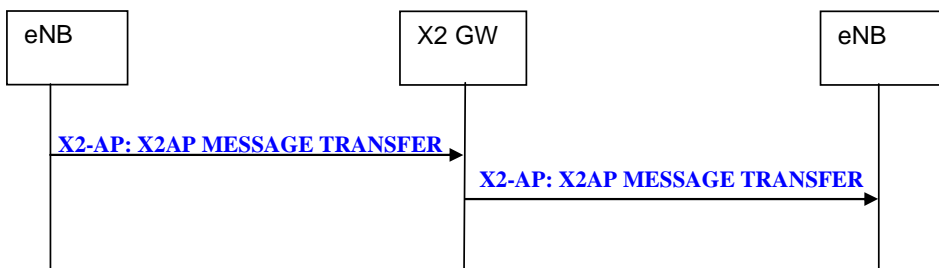 eNB
X2 GW
eNB
X2-AP: X2AP MESSAGE TRANSFER
X2-AP: X2AP MESSAGE TRANSFER